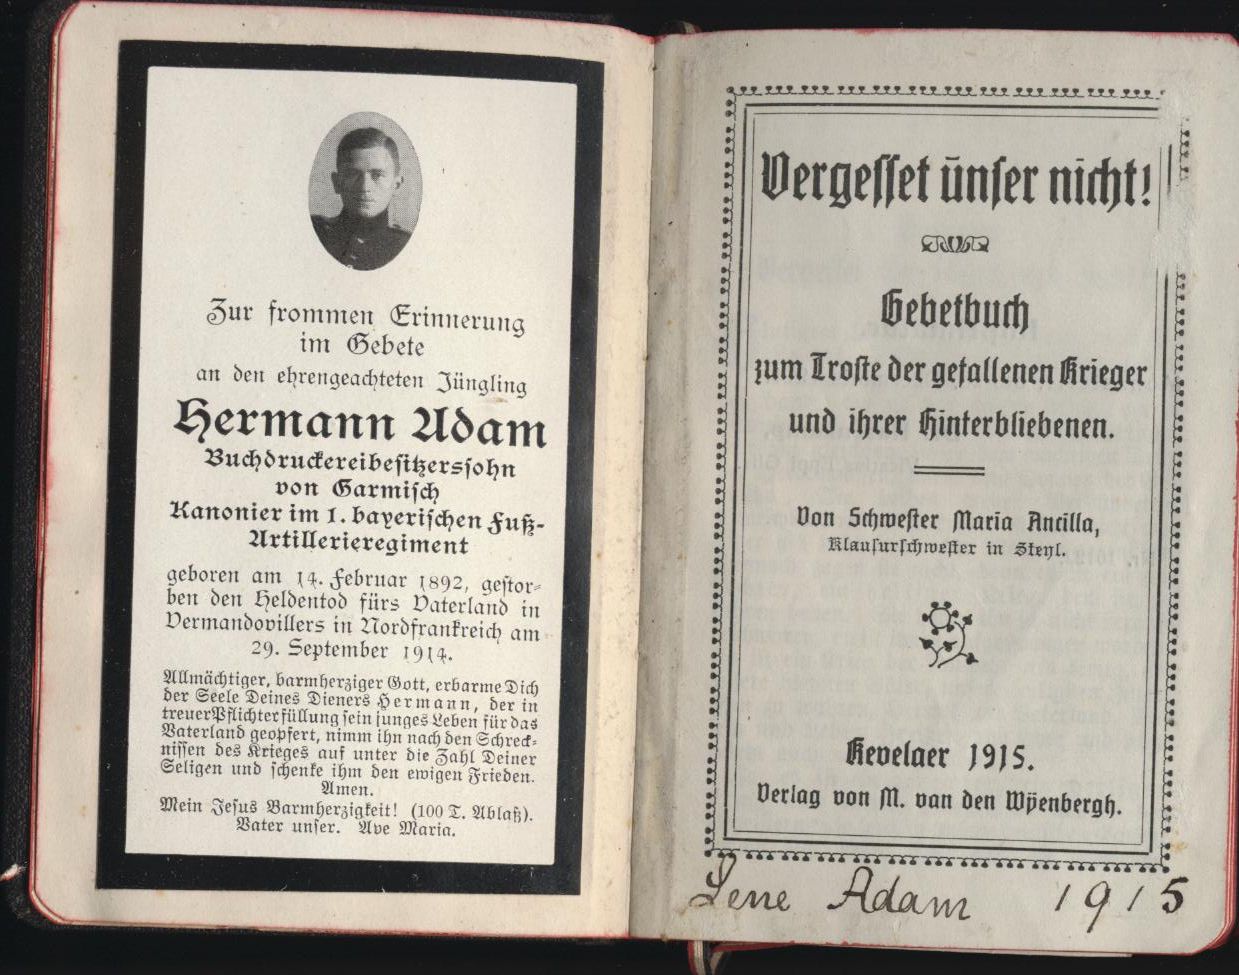 Zur frommen Erinnerung
im Gebete
an den ehrengeachteten Jüngling
Hermann Adam
Buchdruckereibesitzerssohn
von Garmisch
Kanonier im 1. bayerischen Fuß-
Artillerieregiment
geboren am 14. Februar 1892, gestor-
ben den Heldentod fürs Vaterland in
Vermandovillers in Nordfrankreich am
29. September 1914.
Allmächtiger, barmherziger Gott, erbarme Dich
der Seele Deines Dieners Hermann, der in
treuer Pflichterfüllung sein junges Leben für das
Vaterland geopfert, nimm ihn nach den Schreck-
nissen des Krieges auf unter die Zahl Deiner
Seligen und schenke ihm den ewigen Frieden.
Amen.
Mein Jesus Barmherzigkeit! (100 T. Ablaß).
Vater unser. Ave Maria.
Vergesset unser nicht!
Gebetbuch
zum Troste der gefallenen Krieger
und ihrer Hinterbliebenen.
Von Schwester Maria Ancilla,
Klausurschwester in Steyl.
Kevelaer 1915.
Verlag von M. van den Wyenbergh.
Lene Adam 1915